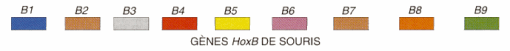 B1 B2 B3 B4 B5 B6 B7 B8 B9
GÈNES HoxB DE SOURIS